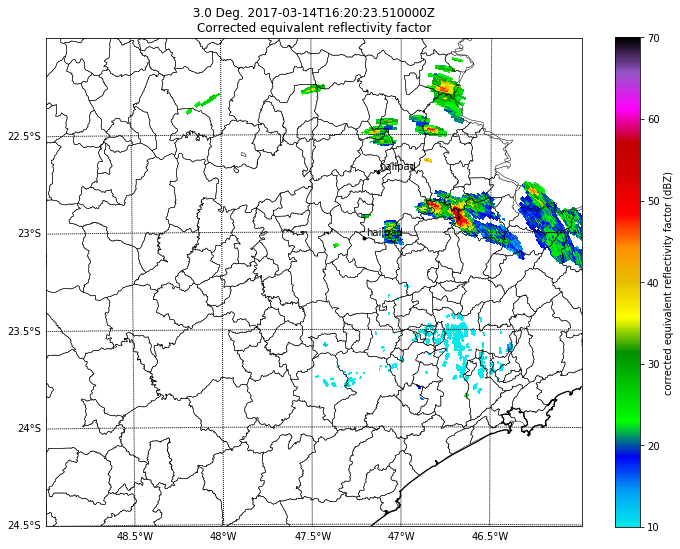 3.0 Deg. 2017-03-14T16:20:23.510000Z
Corrected equivalent reflectivity factor
22.5°S
23°S
23.5°S
24°S
24.5°S
48.5°W
48°W
47.5°W
47°W
46.5°W
hailpad
hailpad
70
60
50
40
30
20
10
corrected equivalent reflectivity factor (dBZ)